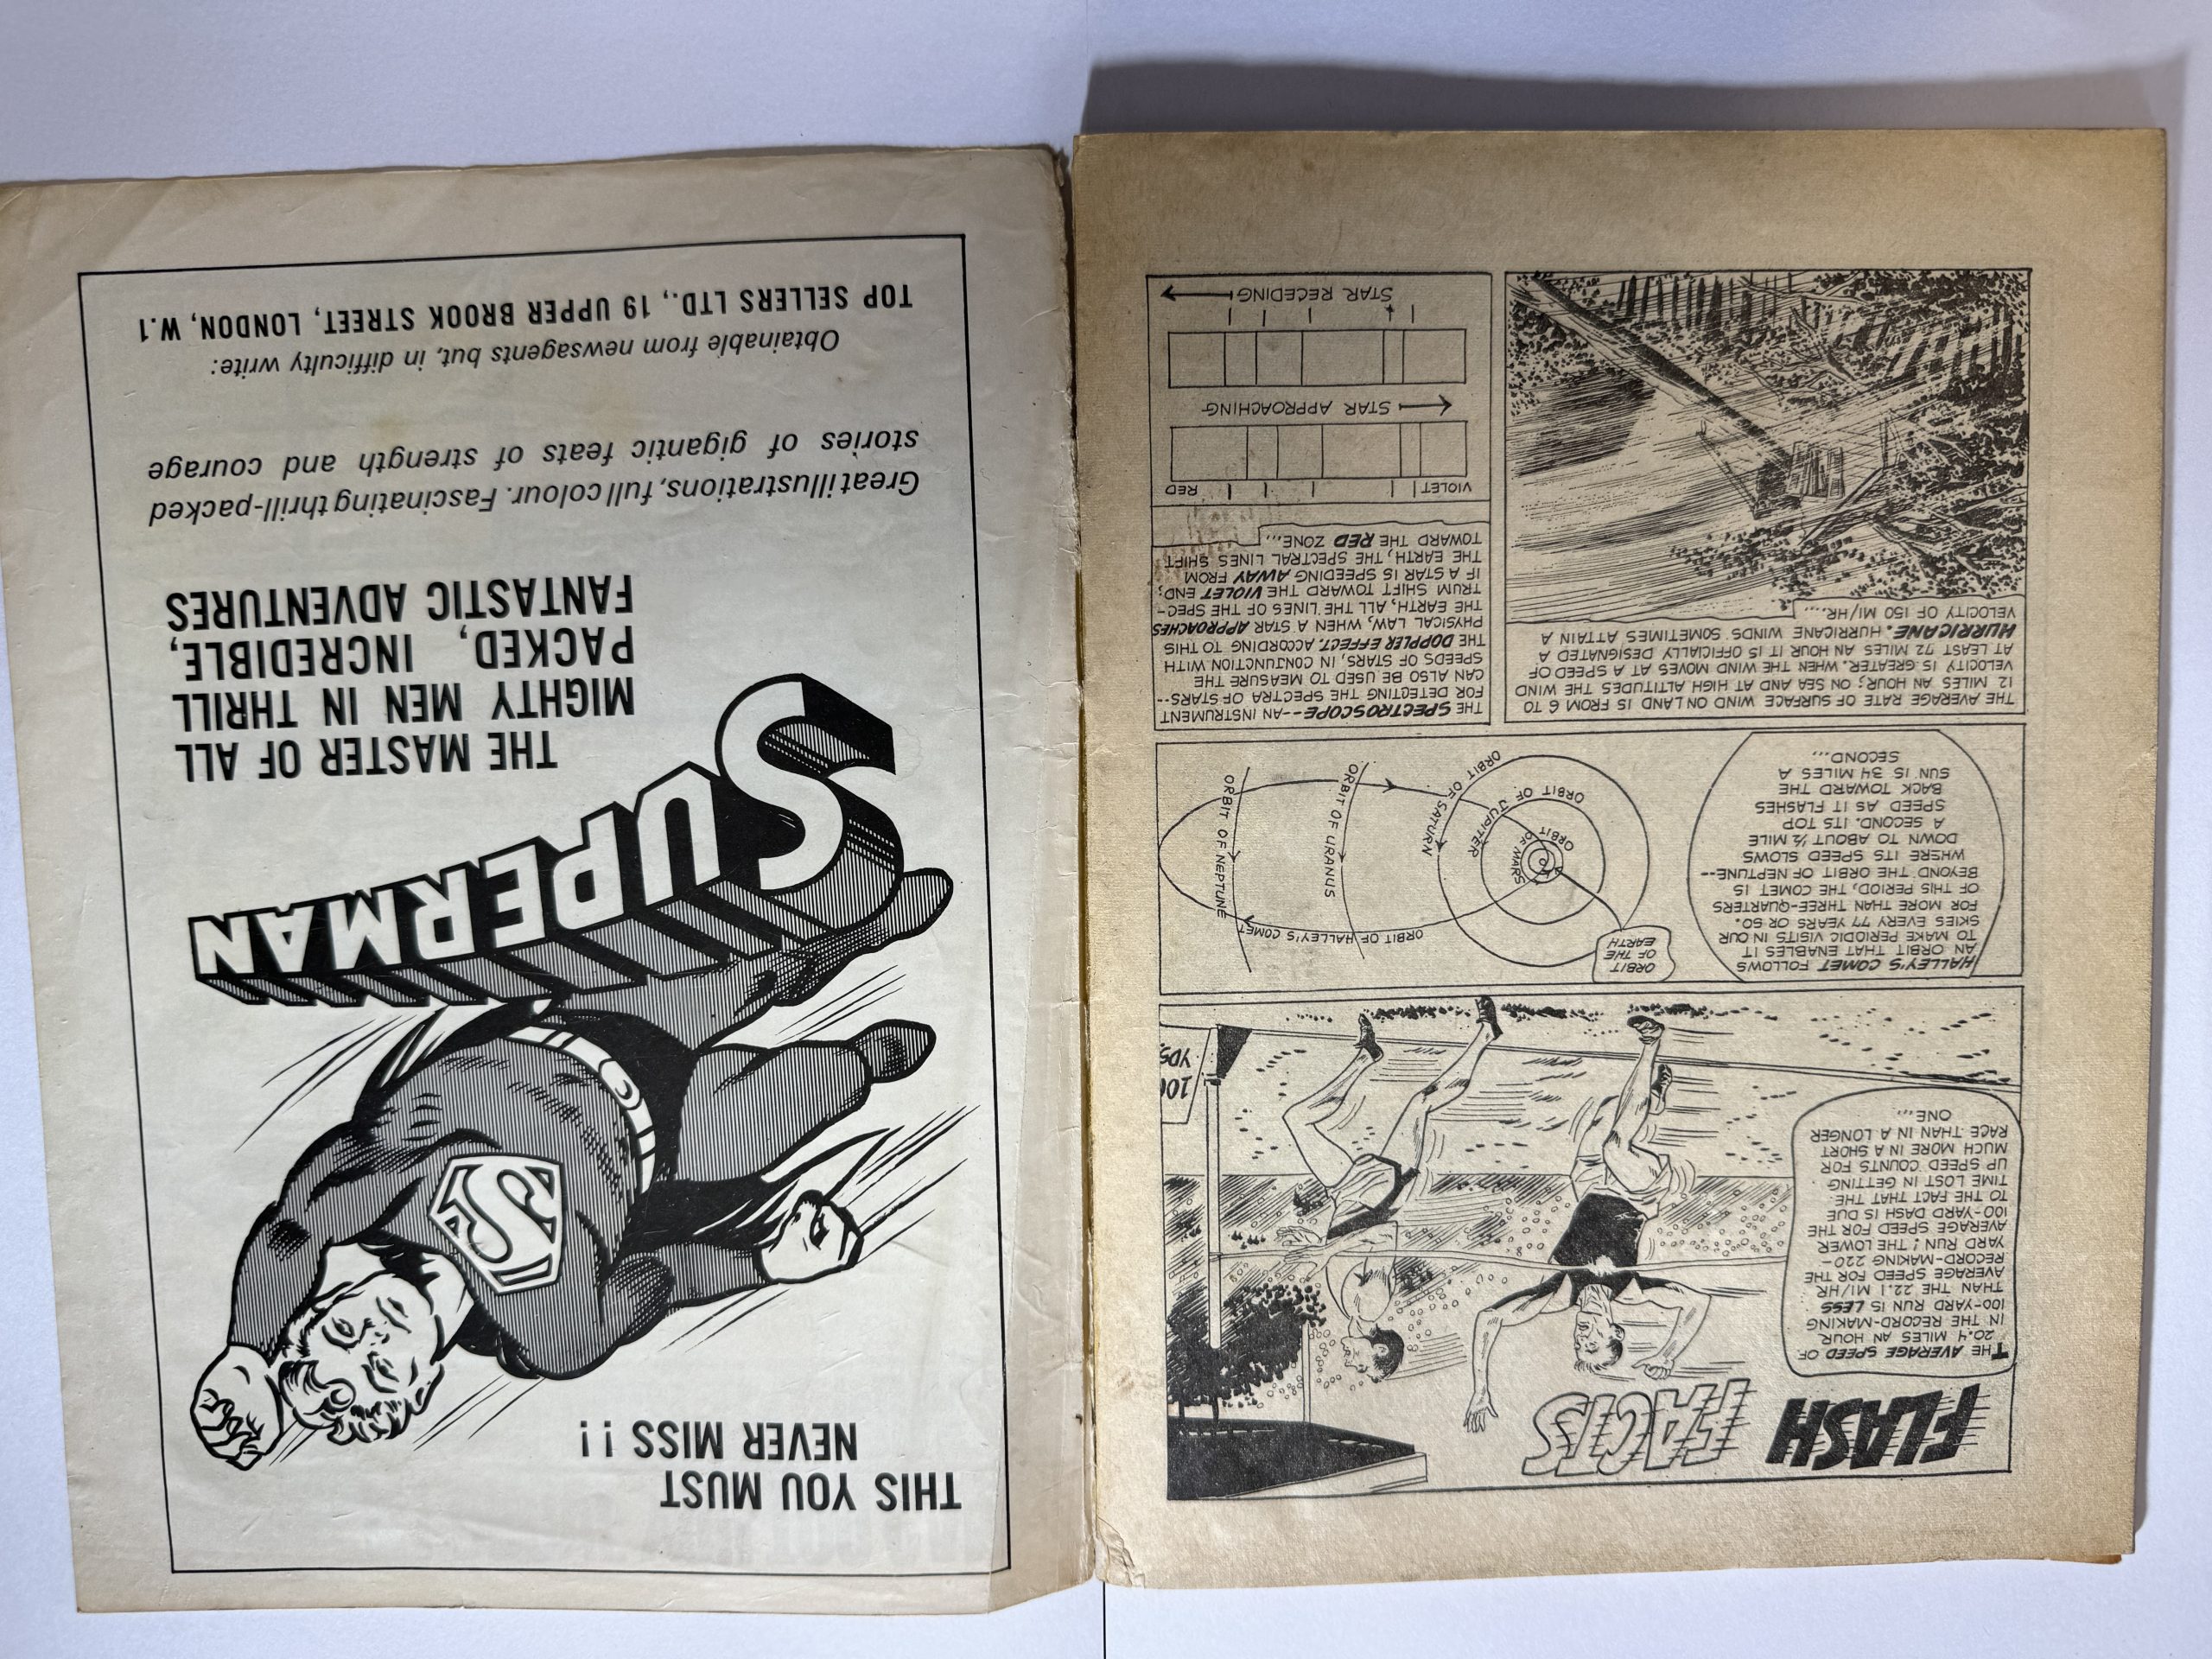 FLASH FACTS
THE AVERAGE SPEED OF
20.4 MILES AN HOUR
IN THE RECORD-MAKING
100-YARD RUN IS LESS
THAN THE 22.1 MI/HR
AVERAGE SPEED FOR THE
RECORD-MAKING 220-
YARD RUN! THE LOWER
AVERAGE SPEED FOR THE
100-YARD DASH IS DUE
TO THE FACT THAT THE
TIME LOST IN GETTING
UP SPEED COUNTS FOR
MUCH MORE IN A SHORT
RACE THAN IN A LONGER
ONE...
100
YDS.
HALLEY'S COMET FOLLOWS
AN ORBIT THAT ENABLES IT
TO MAKE PERIODIC VISITS IN OUR
SKIES EVERY 77 YEARS OR SO.
FOR MORE THAN THREE-QUARTERS
OF THIS PERIOD, THE COMET IS
BEYOND THE ORBIT OF NEPTUNE--
WHERE ITS SPEED SLOWS
DOWN TO ABOUT ½ MILE
A SECOND. ITS TOP
SPEED AS IT FLASHES
BACK TOWARD THE
SUN IS 34 MILES A
SECOND...
ORBIT
OF THE
EARTH
ORBIT OF HALLEY'S COMET
ORBIT OF MARS
ORBIT OF JUPITER
ORBIT OF SATURN
ORBIT OF URANUS
ORBIT OF NEPTUNE
THE AVERAGE RATE OF SURFACE WIND ON LAND IS FROM 6 TO
12 MILES AN HOUR; ON SEA AND AT HIGH ALTITUDES THE WIND
VELOCITY IS GREATER. WHEN THE WIND MOVES AT A SPEED OF
AT LEAST 72 MILES AN HOUR IT IS OFFICIALLY DESIGNATED A
HURRICANE. HURRICANE WINDS SOMETIMES ATTAIN A
VELOCITY OF 150 MI/HR....
THE SPECTROSCOPE--AN INSTRUMENT
FOR DETECTING THE SPECTRA OF STARS--
CAN ALSO BE USED TO MEASURE THE
SPEEDS OF STARS, IN CONJUNCTION WITH
THE DOPPLER EFFECT. ACCORDING TO THIS
PHYSICAL LAW, WHEN A STAR APPROACHES
THE EARTH, ALL THE LINES OF THE SPEC-
TRUM SHIFT TOWARD THE VIOLET END;
IF A STAR IS SPEEDING AWAY FROM
THE EARTH, THE SPECTRAL LINES SHIFT
TOWARD THE RED ZONE...
VIOLET RED
STAR APPROACHING
STAR RECEDING
THIS YOU MUST
NEVER MISS !!
S
SUPERMAN
THE MASTER OF ALL
MIGHTY MEN IN THRILL
PACKED, INCREDIBLE,
FANTASTIC ADVENTURES
Great illustrations, full colour. Fascinating thrill-packed
stories of gigantic feats of strength and courage
Obtainable from newsagents but, in difficulty write:
TOP SELLERS LTD., 19 UPPER BROOK STREET, LONDON, W.1